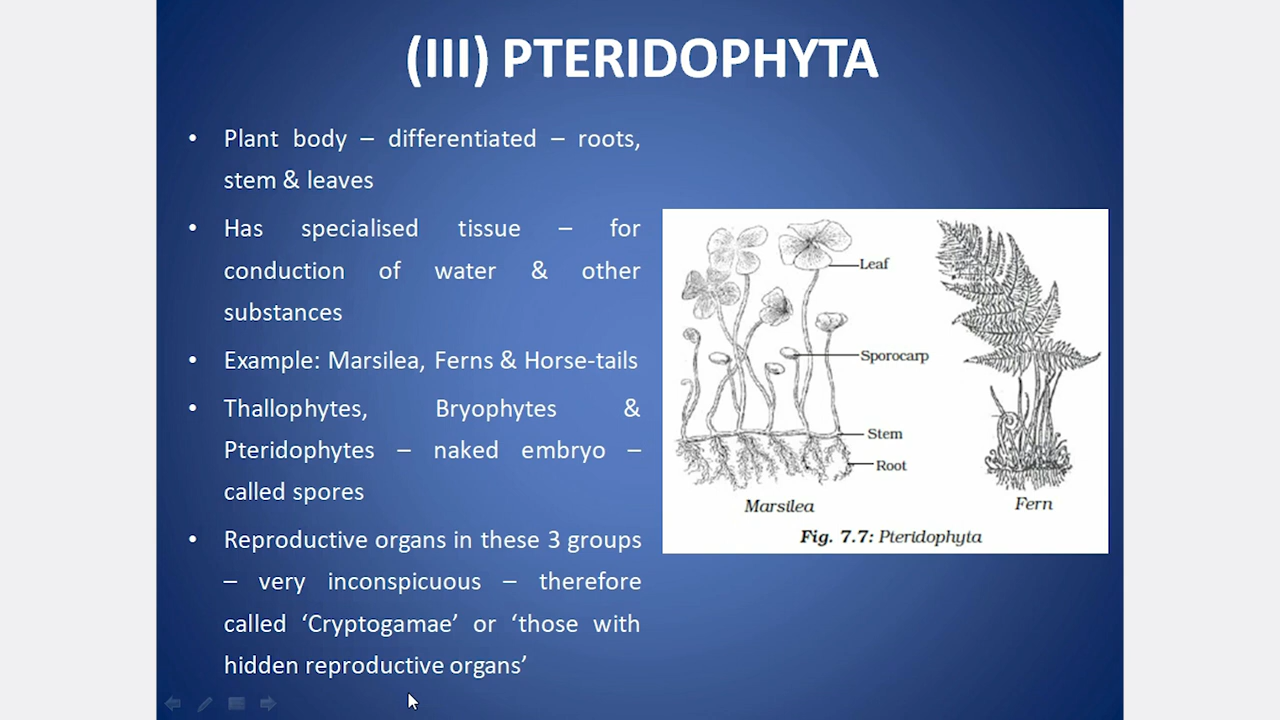 (III) PTERIDOPHYTA
• Plant body – differentiated – roots,
stem & leaves
• Has specialised tissue – for
conduction of water & other
substances
• Example: Marsilea, Ferns & Horse-tails
• Thallophytes, Bryophytes &
Pteridophytes – naked embryo –
called spores
• Reproductive organs in these 3 groups
– very inconspicuous – therefore
called ‘Cryptogamae’ or ‘those with
hidden reproductive organs’
Leaf
Sporocarp
Stem
Root
Marsilea
Fern
Fig. 7.7: Pteridophyta